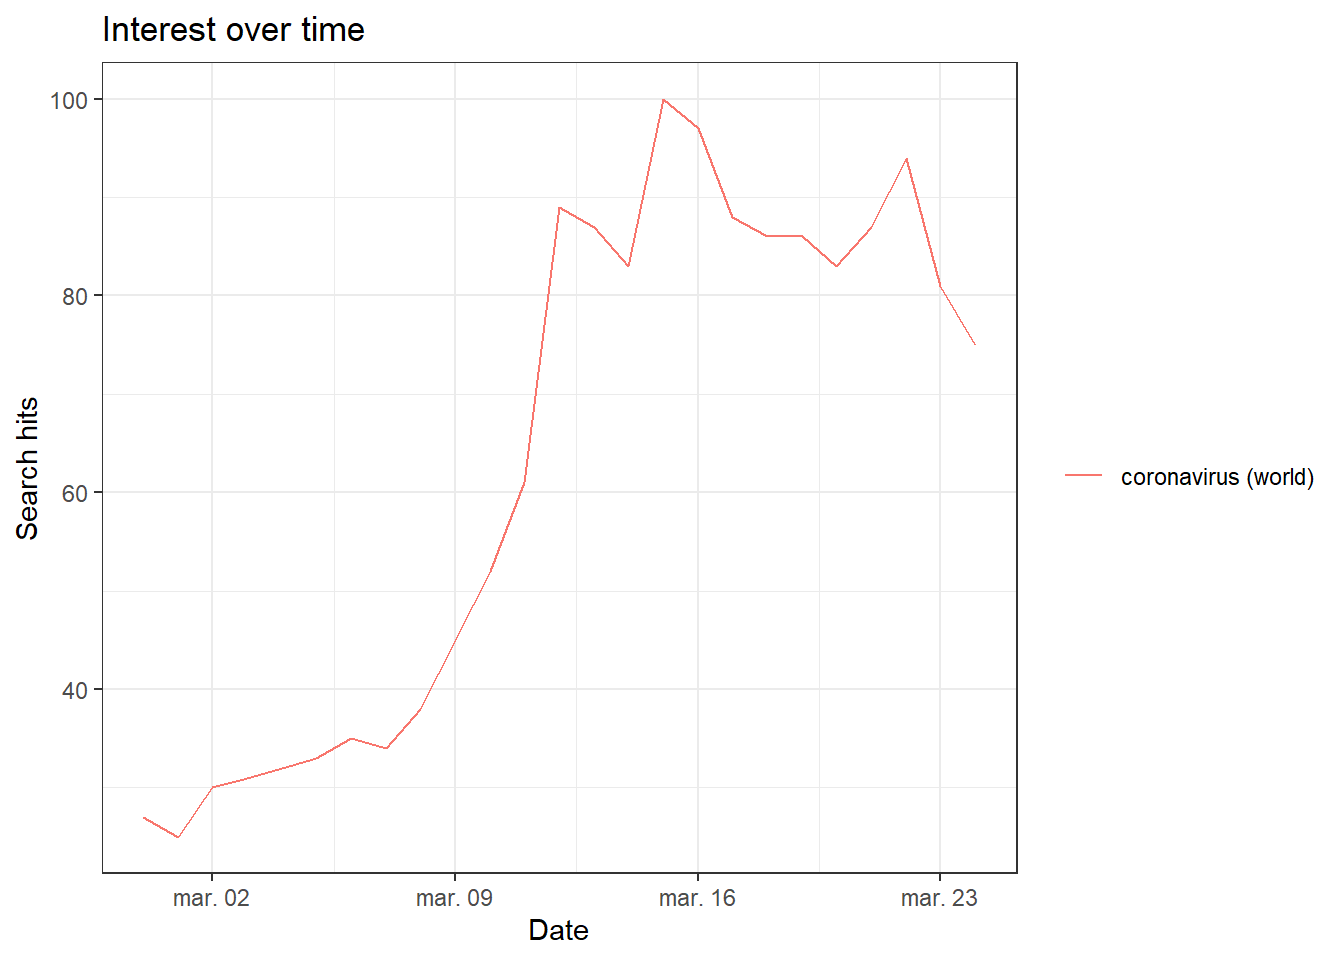 Interest over time
100
80
60
40
Search hits
mar. 02
mar. 09
mar. 16
mar. 23
Date
coronavirus (world)